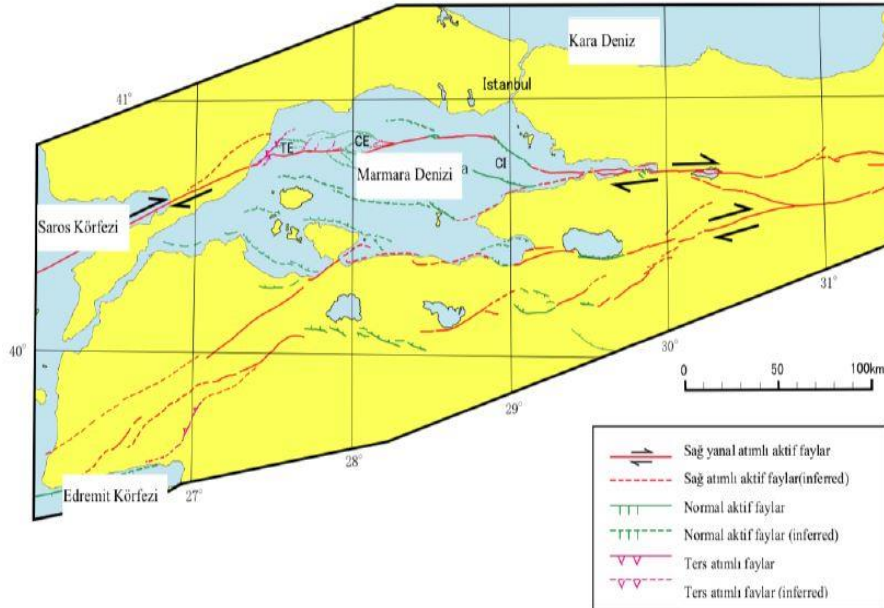 Kara Deniz
İstanbul
41°
TE
CE
CI
Marmara Denizi
a
Saros Körfezi
31°
40°
30°
0 50 100km
29°
28°
27°
Edremit Körfezi
Sağ yanal atımlı aktif faylar
Sağ atımlı aktif faylar(inferred)
Normal aktif faylar
Normal aktif faylar (inferred)
Ters atımlı faylar
Ters atımlı faylar (inferred)